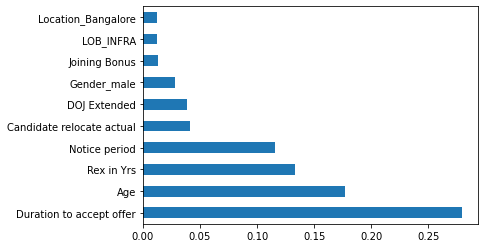 Location_Bangalore
LOB_INFRA
Joining Bonus
Gender_male
DOJ Extended
Candidate relocate actual
Notice period
Rex in Yrs
Age
Duration to accept offer
0.00 0.05 0.10 0.15 0.20 0.25